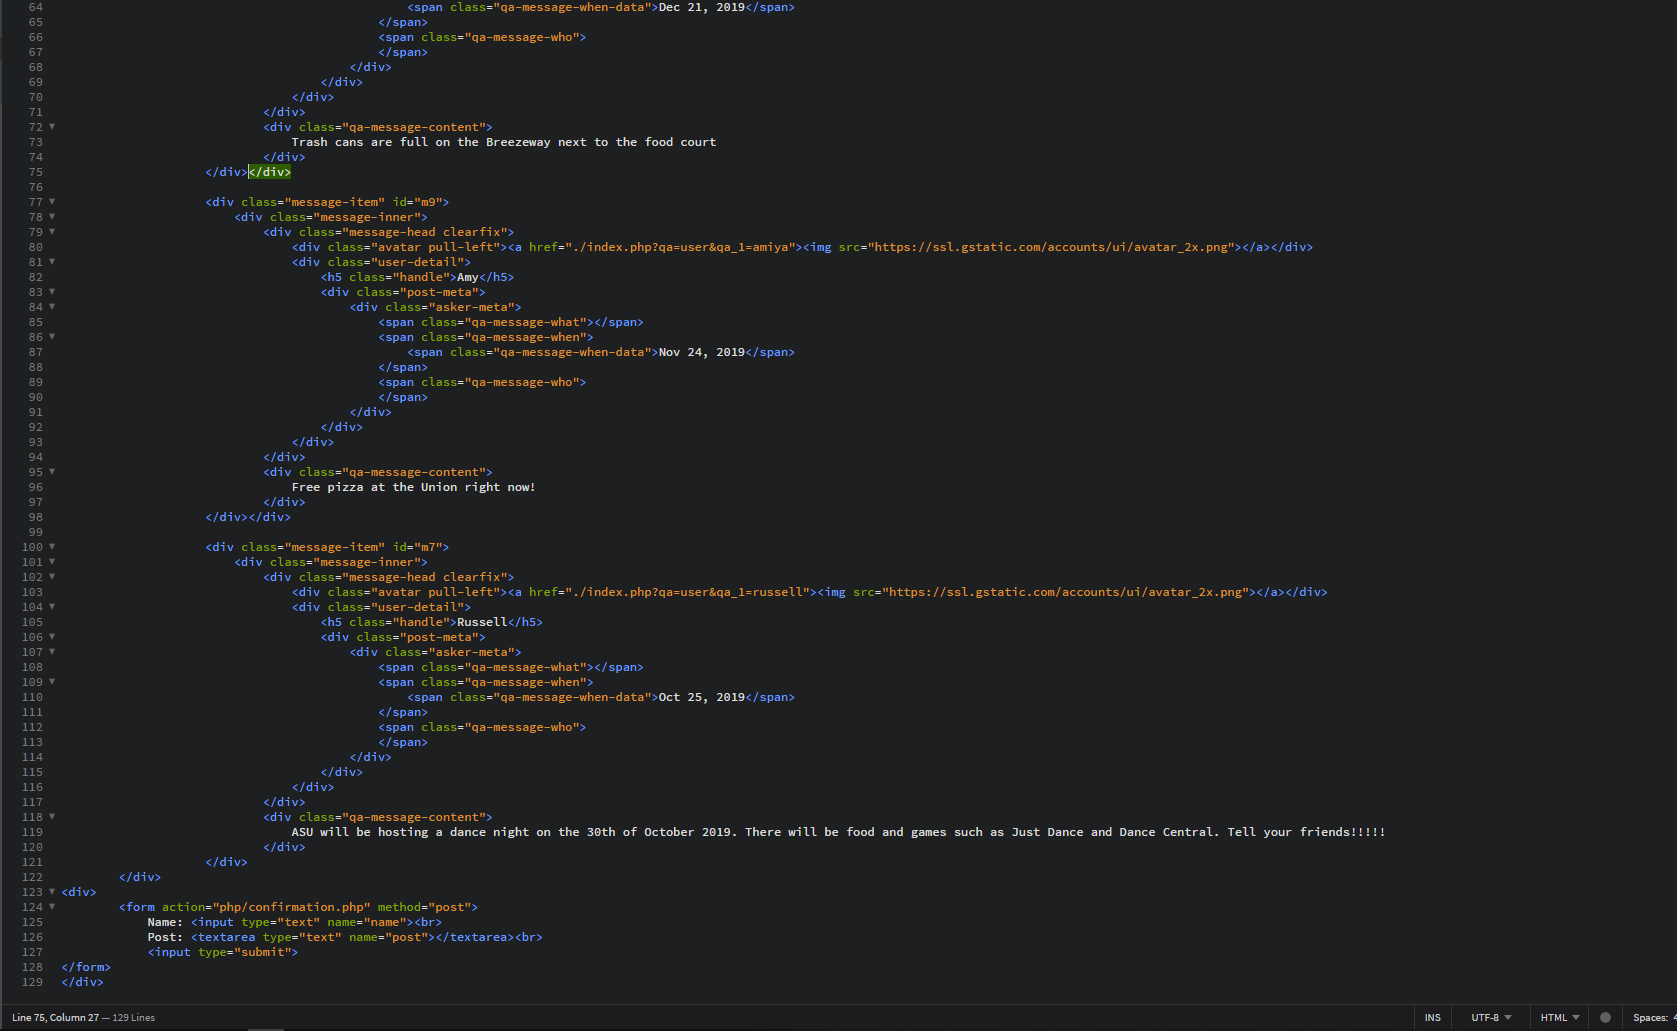 64 <span class="qa-message-when-data">Dec 21, 2019</span>
65 </span>
66 <span class="qa-message-who">
67 </span>
68 </div>
69 </div>
70 </div>
71 </div>
72 <div class="qa-message-content">
73 Trash cans are full on the Breezeway next to the food court
74 </div>
75 </div></div>
76
77 <div class="message-item" id="m9">
78 <div class="message-inner">
79 <div class="message-head clearfix">
80 <div class="avatar pull-left"><a href="./index.php?qa=user&qa_1=amiya"><img src="https://ssl.gstatic.com/accounts/ui/avatar_2x.png"></a></div>
81 <div class="user-detail">
82 <h5 class="handle">Amy</h5>
83 <div class="post-meta">
84 <div class="asker-meta">
85 <span class="qa-message-what"></span>
86 <span class="qa-message-when">
87 <span class="qa-message-when-data">Nov 24, 2019</span>
88 </span>
89 <span class="qa-message-who">
90 </span>
91 </div>
92 </div>
93 </div>
94 </div>
95 <div class="qa-message-content">
96 Free pizza at the Union right now!
97 </div>
98 </div></div>
99
100 <div class="message-item" id="m7">
101 <div class="message-inner">
102 <div class="message-head clearfix">
103 <div class="avatar pull-left"><a href="./index.php?qa=user&qa_1=russell"><img src="https://ssl.gstatic.com/accounts/ui/avatar_2x.png"></a></div>
104 <div class="user-detail">
105 <h5 class="handle">Russell</h5>
106 <div class="post-meta">
107 <div class="asker-meta">
108 <span class="qa-message-what"></span>
109 <span class="qa-message-when">
110 <span class="qa-message-when-data">Oct 25, 2019</span>
111 </span>
112 <span class="qa-message-who">
113 </span>
114 </div>
115 </div>
116 </div>
117 </div>
118 <div class="qa-message-content">
119 ASU will be hosting a dance night on the 30th of October 2019. There will be food and games such as Just Dance and Dance Central. Tell your friends!!!!!
120 </div>
121 </div>
122 </div>
123 <div>
124 <form action="php/confirmation.php" method="post">
125 Name: <input type="text" name="name"><br>
126 Post: <textarea type="text" name="post"></textarea><br>
127 <input type="submit">
128 </form>
129 </div>
Line 75, Column 27 — 129 Lines INS UTF-8 HTML Spaces: